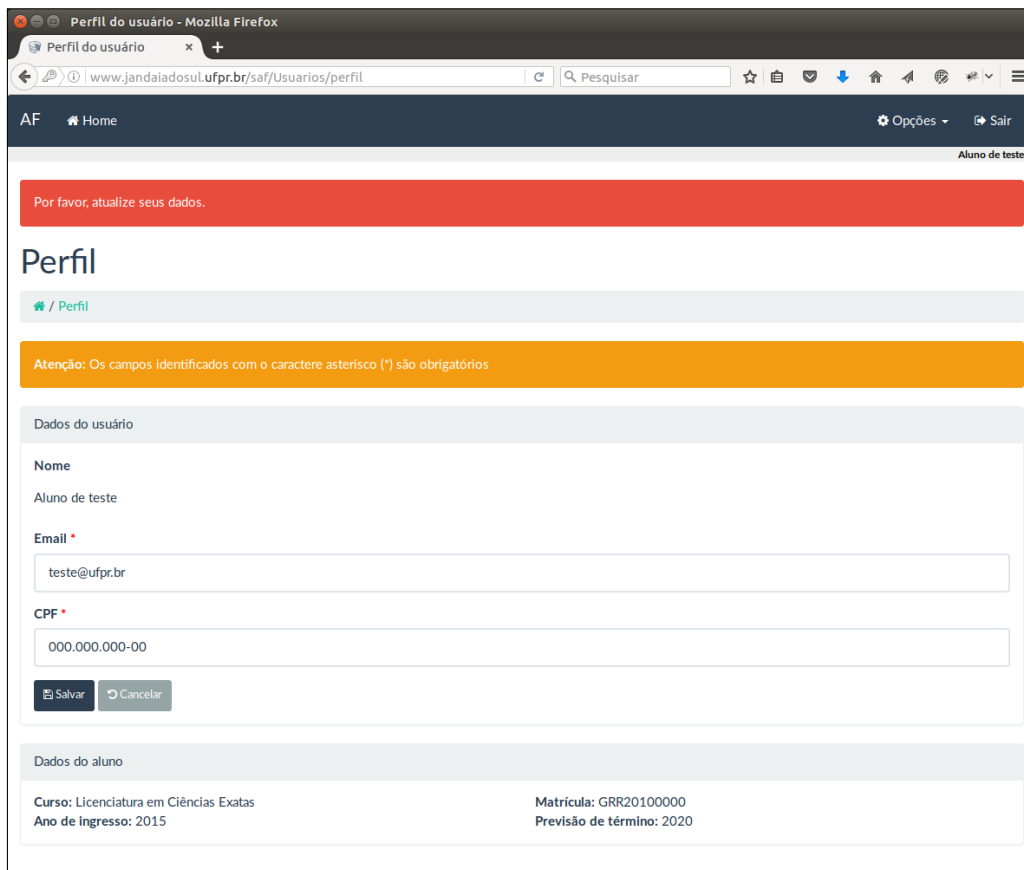 Perfil do usuário - Mozilla Firefox
Perfil do usuário × +
www.jandaiadosul.ufpr.br/saf/Usuarios/perfil Pesquisar
AF Home Opções Sair
Aluno de teste
Por favor, atualize seus dados.
Perfil
/ Perfil
Atenção: Os campos identificados com o caractere asterísco (*) são obrigatórios
Dados do usuário
Nome
Aluno de teste
Email *
teste@ufpr.br
CPF *
000.000.000-00
Salvar Cancelar
Dados do aluno
Curso: Licenciatura em Ciências Exatas Matrícula: GRR20100000
Ano de ingresso: 2015 Previsão de término: 2020